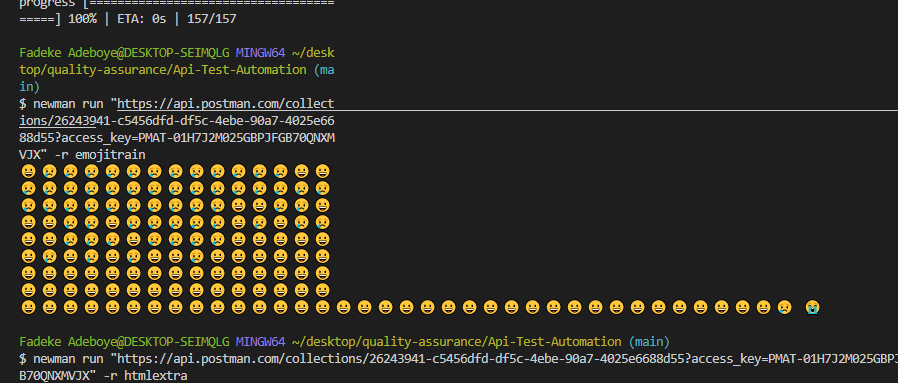 progress [===================================
=====] 100% | ETA: 0s | 157/157
Fadeke Adeboye@DESKTOP-SEIMQLG MINGW64 ~/desk
top/quality-assurance/Api-Test-Automation (ma
in)
$ newman run "https://api.postman.com/collect
ions/26243941-c5456dfd-df5c-4ebe-90a7-4025e66
88d55?access_key=PMAT-01H7J2M025GBPJFGB70QNXM
VJX" -r emojitrain
Fadeke Adeboye@DESKTOP-SEIMQLG MINGW64 ~/desktop/quality-assurance/Api-Test-Automation (main)
$ newman run "https://api.postman.com/collections/26243941-c5456dfd-df5c-4ebe-90a7-4025e6688d55?access_key=PMAT-01H7J2M025GBPJ
B70QNXMVJX" -r htmlextra